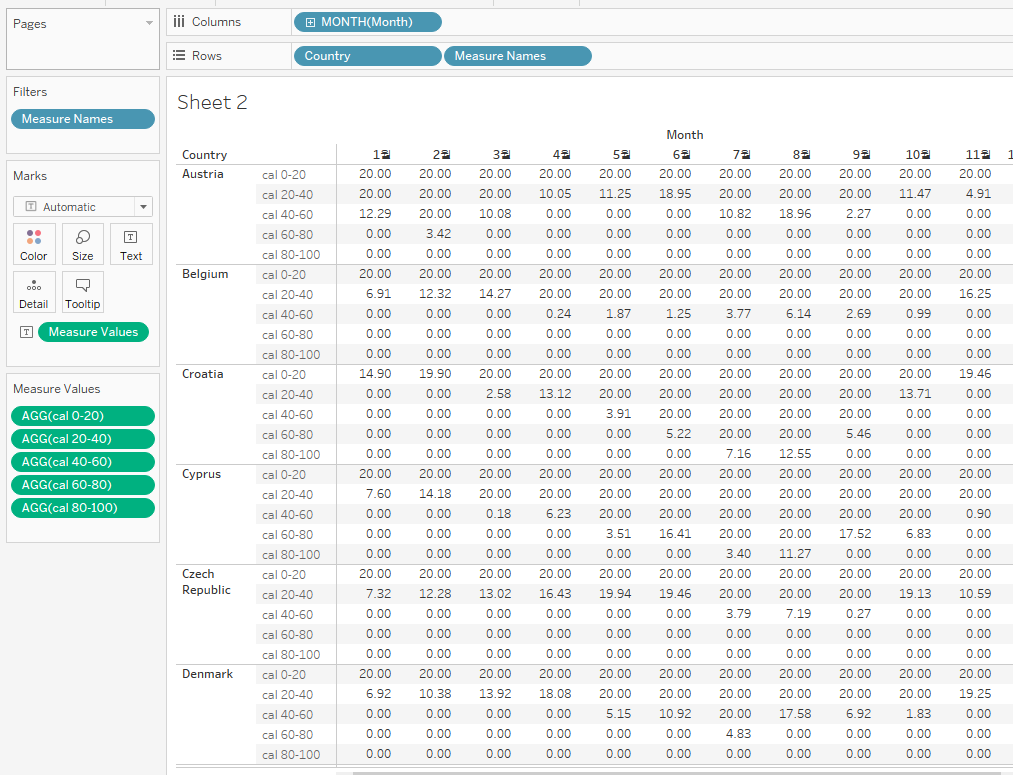 Pages
Columns
MONTH(Month)
Rows
Country Measure Names
Filters
Measure Names
Marks
Automatic
Color Size Text
Detail Tooltip
Measure Values
Measure Values
AGG(cal 0-20)
AGG(cal 20-40)
AGG(cal 40-60)
AGG(cal 60-80)
AGG(cal 80-100)
Sheet 2
Month
Country 1월 2월 3월 4월 5월 6월 7월 8월 9월 10월 11월 1
Austria cal 0-20 20.00 20.00 20.00 20.00 20.00 20.00 20.00 20.00 20.00 20.00 20.00
cal 20-40 20.00 20.00 20.00 10.05 11.25 18.95 20.00 20.00 20.00 11.47 4.91
cal 40-60 12.29 20.00 10.08 0.00 0.00 0.00 10.82 18.96 2.27 0.00 0.00
cal 60-80 0.00 3.42 0.00 0.00 0.00 0.00 0.00 0.00 0.00 0.00 0.00
cal 80-100 0.00 0.00 0.00 0.00 0.00 0.00 0.00 0.00 0.00 0.00 0.00
Belgium cal 0-20 20.00 20.00 20.00 20.00 20.00 20.00 20.00 20.00 20.00 20.00 20.00
cal 20-40 6.91 12.32 14.27 20.00 20.00 20.00 20.00 20.00 20.00 20.00 16.25
cal 40-60 0.00 0.00 0.00 0.24 1.87 1.25 3.77 6.14 2.69 0.99 0.00
cal 60-80 0.00 0.00 0.00 0.00 0.00 0.00 0.00 0.00 0.00 0.00 0.00
cal 80-100 0.00 0.00 0.00 0.00 0.00 0.00 0.00 0.00 0.00 0.00 0.00
Croatia cal 0-20 14.90 19.90 20.00 20.00 20.00 20.00 20.00 20.00 20.00 20.00 19.46
cal 20-40 0.00 0.00 2.58 13.12 20.00 20.00 20.00 20.00 20.00 13.71 0.00
cal 40-60 0.00 0.00 0.00 0.00 3.91 20.00 20.00 20.00 20.00 0.00 0.00
cal 60-80 0.00 0.00 0.00 0.00 0.00 5.22 20.00 20.00 5.46 0.00 0.00
cal 80-100 0.00 0.00 0.00 0.00 0.00 0.00 7.16 12.55 0.00 0.00 0.00
Cyprus cal 0-20 20.00 20.00 20.00 20.00 20.00 20.00 20.00 20.00 20.00 20.00 20.00
cal 20-40 7.60 14.18 20.00 20.00 20.00 20.00 20.00 20.00 20.00 20.00 20.00
cal 40-60 0.00 0.00 0.18 6.23 20.00 20.00 20.00 20.00 20.00 20.00 0.90
cal 60-80 0.00 0.00 0.00 0.00 3.51 16.41 20.00 20.00 17.52 6.83 0.00
cal 80-100 0.00 0.00 0.00 0.00 0.00 0.00 3.40 11.27 0.00 0.00 0.00
Czech cal 0-20 20.00 20.00 20.00 20.00 20.00 20.00 20.00 20.00 20.00 20.00 20.00
Republic cal 20-40 7.32 12.28 13.02 16.43 19.94 19.46 20.00 20.00 20.00 19.13 10.59
cal 40-60 0.00 0.00 0.00 0.00 0.00 0.00 3.79 7.19 0.27 0.00 0.00
cal 60-80 0.00 0.00 0.00 0.00 0.00 0.00 0.00 0.00 0.00 0.00 0.00
cal 80-100 0.00 0.00 0.00 0.00 0.00 0.00 0.00 0.00 0.00 0.00 0.00
Denmark cal 0-20 20.00 20.00 20.00 20.00 20.00 20.00 20.00 20.00 20.00 20.00 20.00
cal 20-40 6.92 10.38 13.92 18.08 20.00 20.00 20.00 20.00 20.00 20.00 19.25
cal 40-60 0.00 0.00 0.00 0.00 5.15 10.92 20.00 17.58 6.92 1.83 0.00
cal 60-80 0.00 0.00 0.00 0.00 0.00 0.00 4.83 0.00 0.00 0.00 0.00
cal 80-100 0.00 0.00 0.00 0.00 0.00 0.00 0.00 0.00 0.00 0.00 0.00